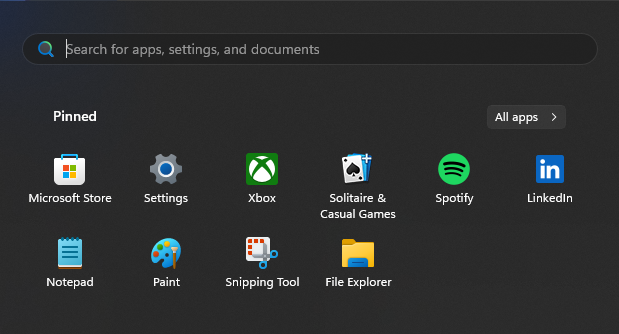 Search for apps, settings, and documents
Pinned
All apps
Microsoft Store
Settings
Xbox
Solitaire &
Casual Games
Spotify
LinkedIn
Notepad
Paint
Snipping Tool
File Explorer